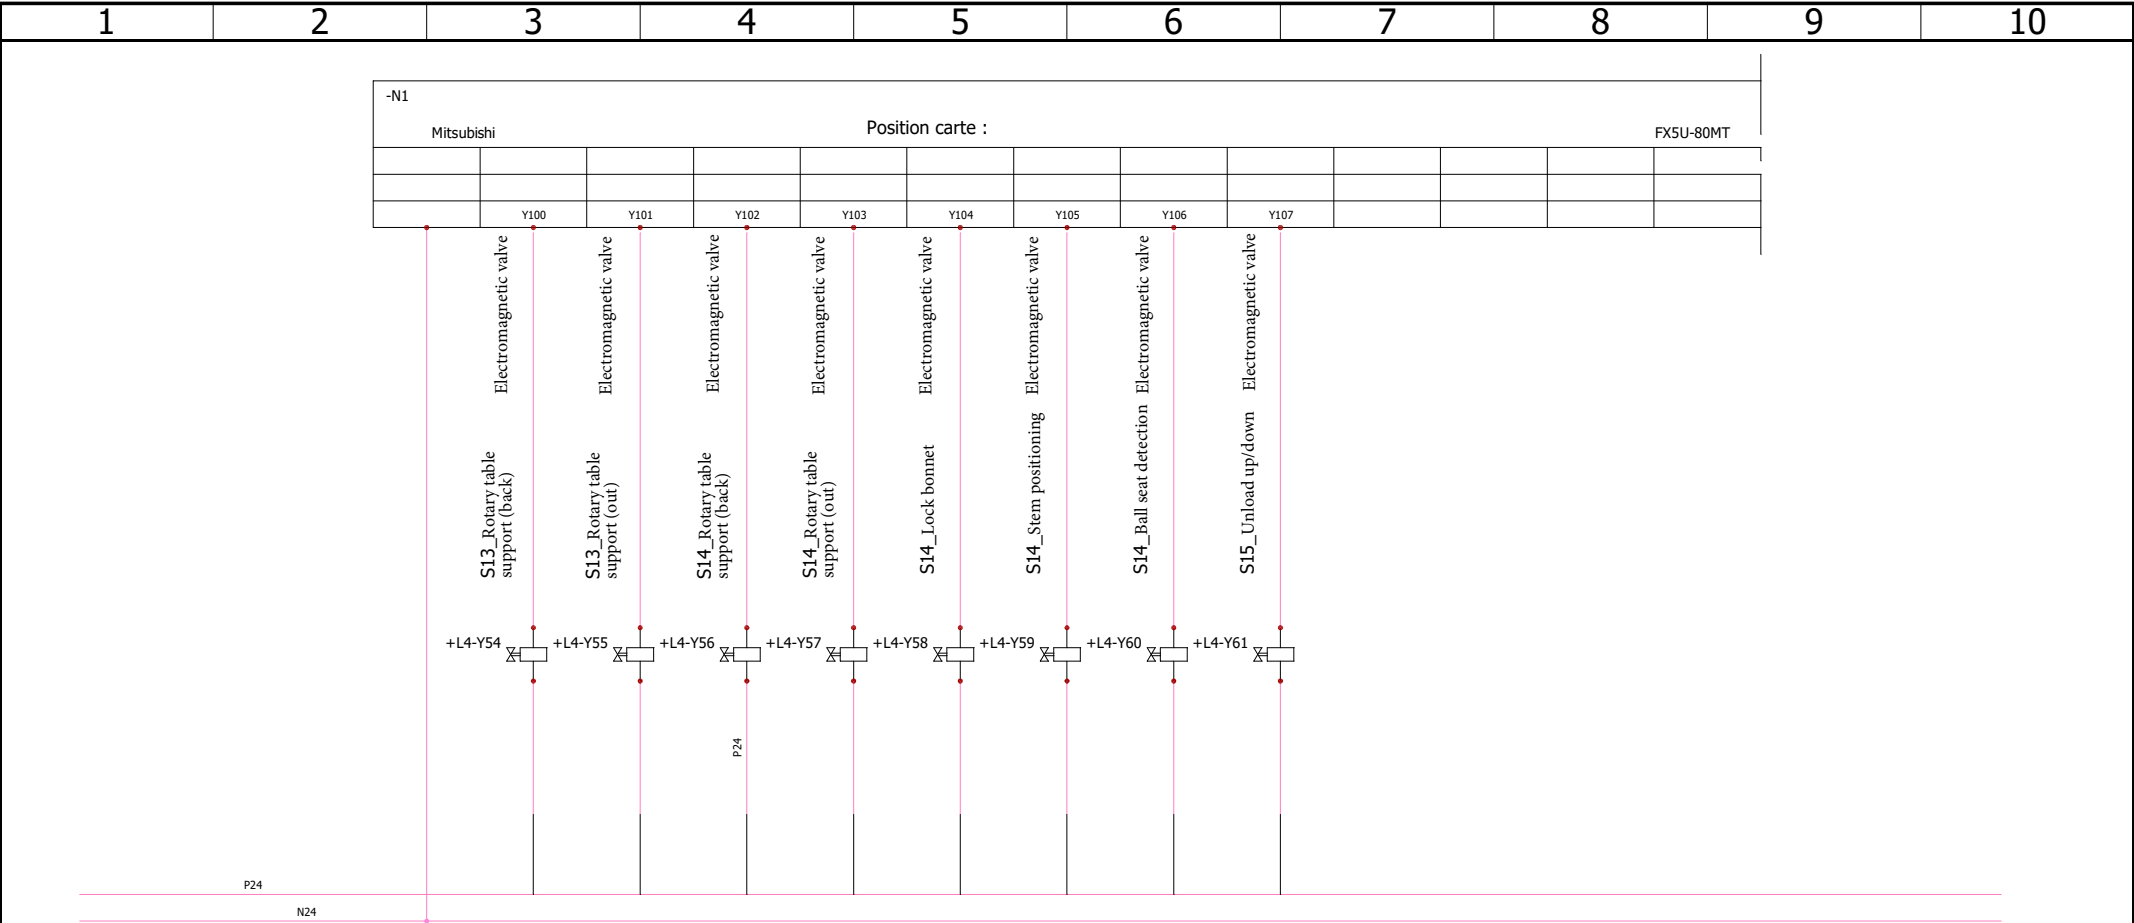 1 2 3 4 5 6 7 8 9 10
-N1
Mitsubishi Position carte : FX5U-80MT
Y100 Y101 Y102 Y103 Y104 Y105 Y106 Y107
Electromagnetic valve
S13_Rotary table
support (back)
Electromagnetic valve
S13_Rotary table
support (out)
Electromagnetic valve
S14_Rotary table
support (back)
Electromagnetic valve
S14_Rotary table
support (out)
Electromagnetic valve
S14_Lock bonnet
Electromagnetic valve
S14_Stem positioning
Electromagnetic valve
S14_Ball seat detection
Electromagnetic valve
S15_Unload up/down
+L4-Y54 +L4-Y55 +L4-Y56 +L4-Y57 +L4-Y58 +L4-Y59 +L4-Y60 +L4-Y61
P24
P24
N24